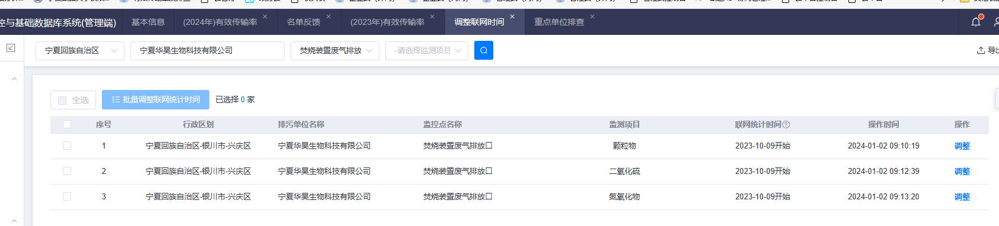 控与基础数据库系统(管理端)
基本信息
(2024年)有效传输率
名单反馈
(2023年)有效传输率
调整联网时间
重点单位排查
宁夏回族自治区
宁夏华昊生物科技有限公司
焚烧装置废气排放
-请选择监测项目
导出
全选
批量调整联网统计时间
已选择 0 家
序号 行政区划 排污单位名称 监控点名称 监测项目 联网统计时间 操作时间 操作
1 宁夏回族自治区-银川市-兴庆区 宁夏华昊生物科技有限公司 焚烧装置废气排放口 颗粒物 2023-10-09开始 2024-01-02 09:10:19 调整
2 宁夏回族自治区-银川市-兴庆区 宁夏华昊生物科技有限公司 焚烧装置废气排放口 二氧化硫 2023-10-09开始 2024-01-02 09:12:39 调整
3 宁夏回族自治区-银川市-兴庆区 宁夏华昊生物科技有限公司 焚烧装置废气排放口 氮氧化物 2023-10-09开始 2024-01-02 09:13:20 调整